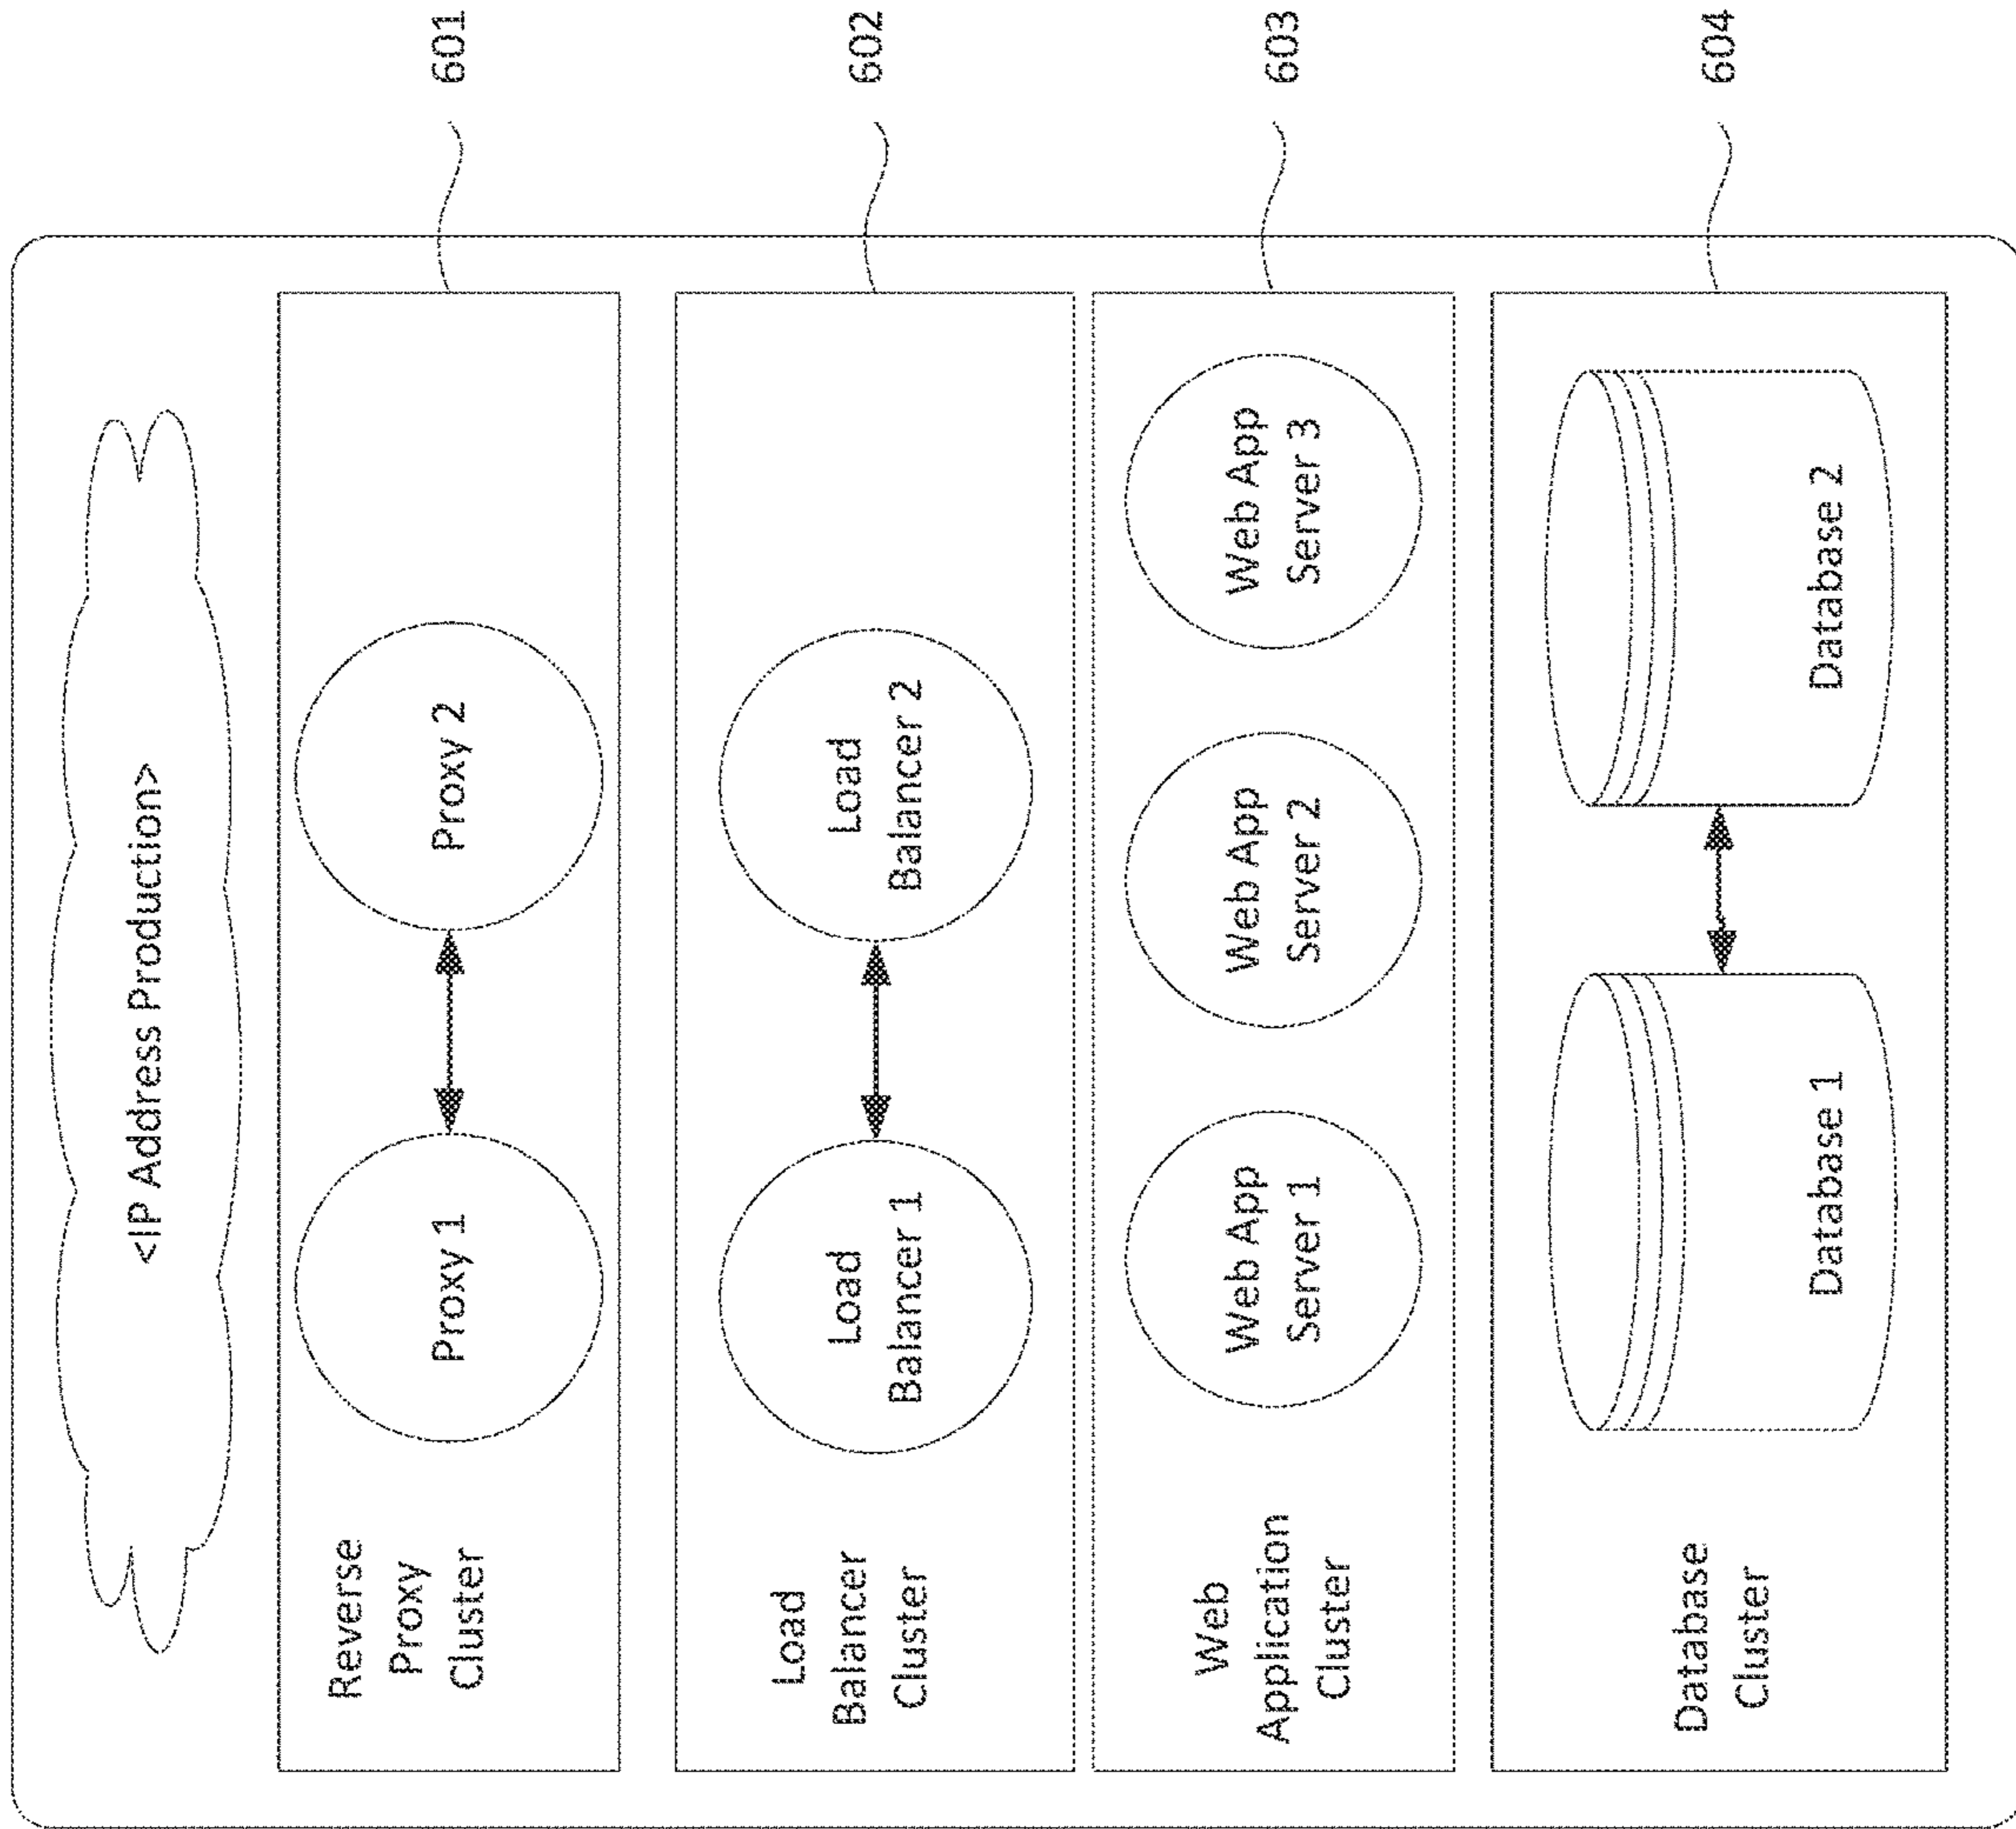 <IP Address Production>
Reverse
Proxy
Cluster
Proxy 1
Proxy 2
601
Load
Balancer
Cluster
Load
Balancer 1
Load
Balancer 2
602
Web
Application
Cluster
Web App
Server 1
Web App
Server 2
Web App
Server 3
603
Database
Cluster
Database 1
Database 2
604